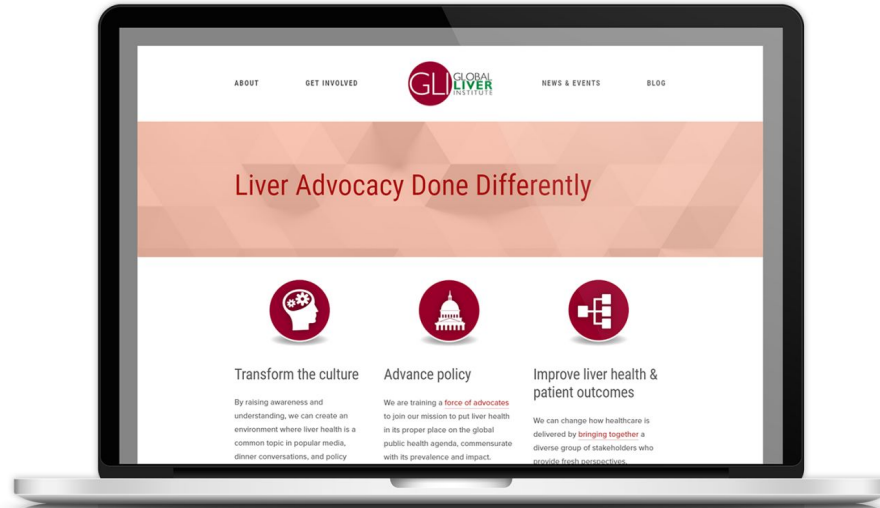 ABOUT
GET INVOLVED
GLI GLOBAL
LIVER
INSTITUTE
NEWS & EVENTS
BLOG
Liver Advocacy Done Differently
Transform the culture
By raising awareness and
understanding, we can create an
environment where liver health is a
common topic in popular media,
dinner conversations, and policy
Advance policy
We are training a force of advocates
to join our mission to put liver health
in its proper place on the global
public health agenda, commensurate
with its prevalence and impact.
Improve liver health &
patient outcomes
We can change how healthcare is
delivered by bringing together a
diverse group of stakeholders who
provide fresh perspectives.